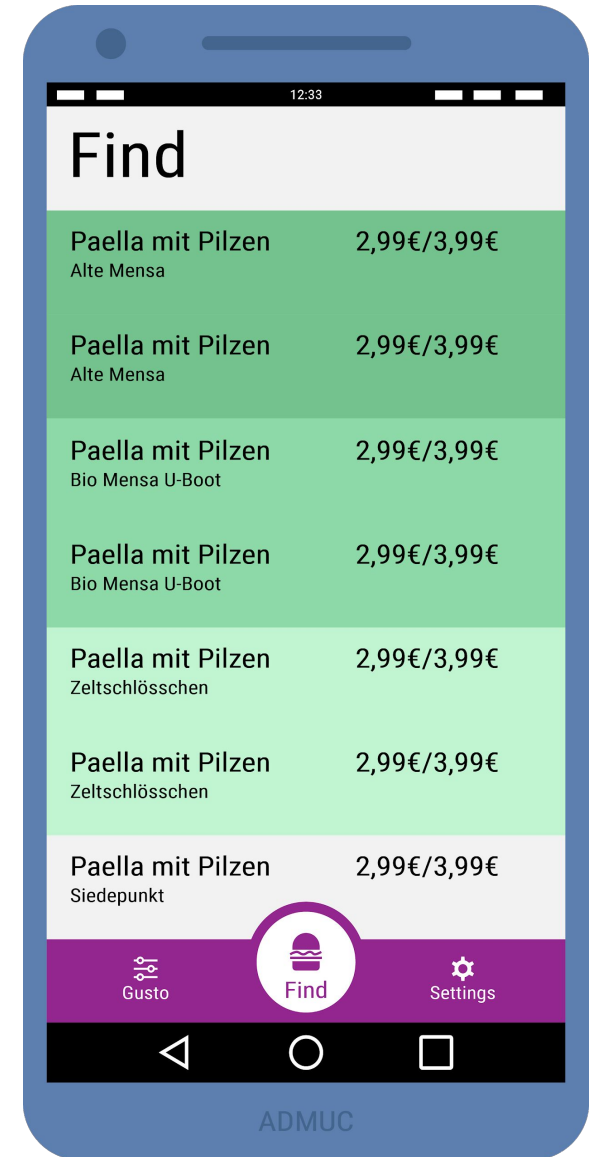 12:33
Find
Paella mit Pilzen 2,99€/3,99€
Alte Mensa
Paella mit Pilzen 2,99€/3,99€
Alte Mensa
Paella mit Pilzen 2,99€/3,99€
Bio Mensa U-Boot
Paella mit Pilzen 2,99€/3,99€
Bio Mensa U-Boot
Paella mit Pilzen 2,99€/3,99€
Zeltschlösschen
Paella mit Pilzen 2,99€/3,99€
Zeltschlösschen
Paella mit Pilzen 2,99€/3,99€
Siedepunkt
Gusto Find Settings
ADMUC